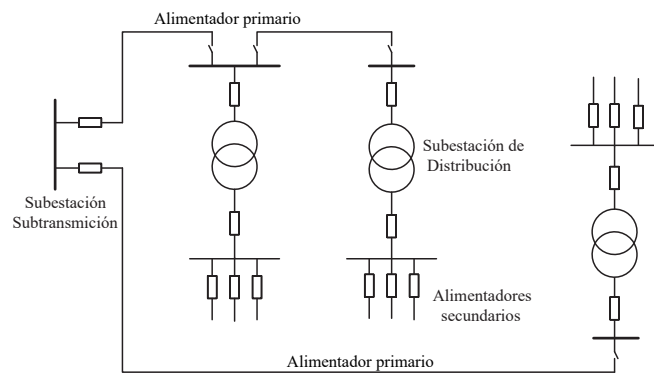 Alimentador primario
Subestación de
Distribución
Subestación
Subtransmición
Alimentadores
secundarios
Alimentador primario